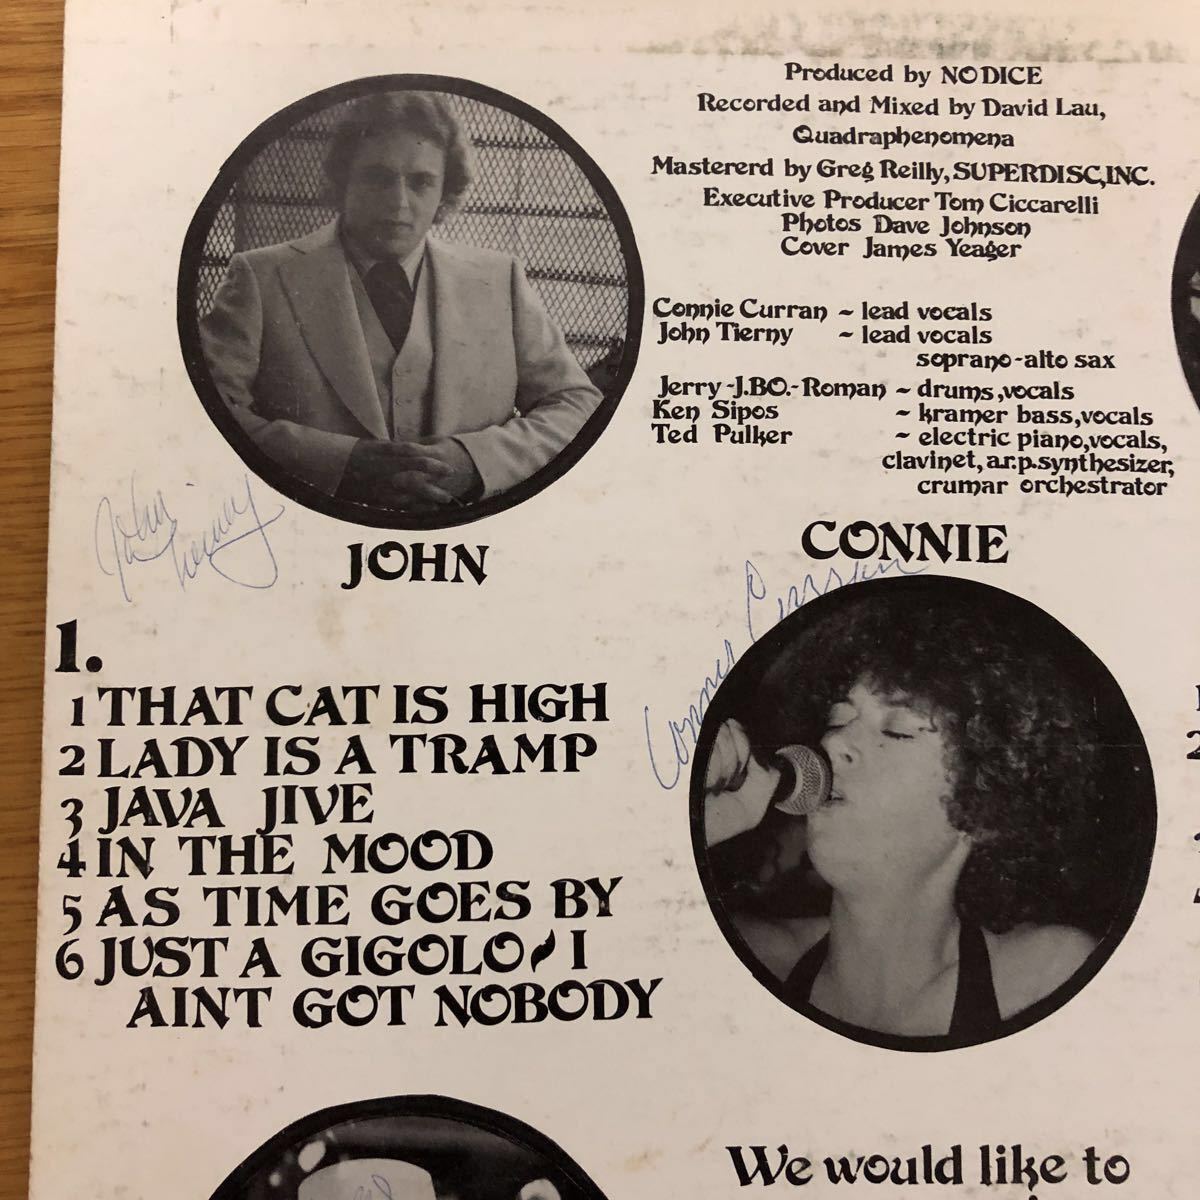 Produced by NO DICE
Recorded and Mixed by David Lau,
Quadraphenomena
Mastererd by Greg Reilly, SUPERDISC,INC.
Executive Producer Tom Ciccarelli
Photos Dave Johnson
Cover James Yeager
Connie Curran ~ lead vocals
John Tierny ~ lead vocals
soprano-alto sax
Jerry -J.BO.- Roman ~ drums,vocals
Ken Sipos ~ kramer bass,vocals
Ted Pulker ~ electric piano,vocals,
clavinet, a.r.p.synthesizer,
crumar orchestrator
John
JOHN
CONNIE
Conny Curran
1.
1 THAT CAT IS HIGH
2 LADY IS A TRAMP
3 JAVA JIVE
4 IN THE MOOD
5 AS TIME GOES BY
6 JUST A GIGOLO/I
AINT GOT NOBODY
We would like to